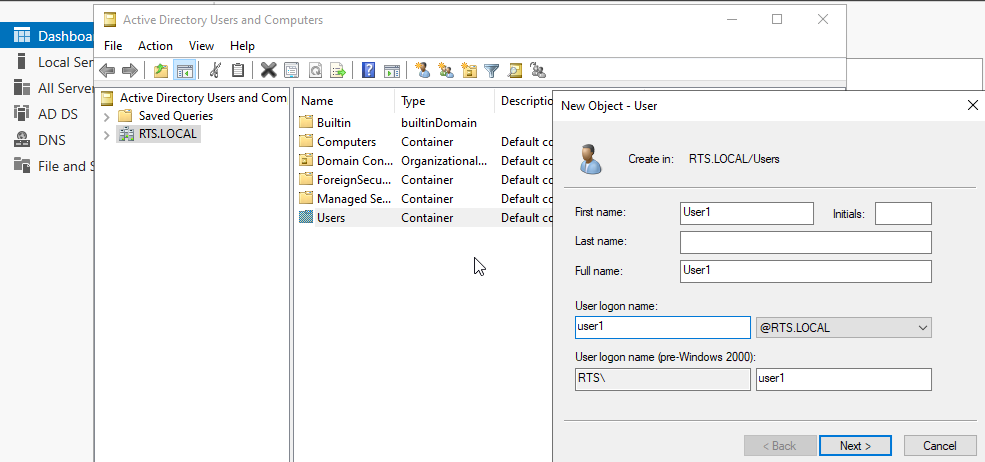 Dashboa
Local Ser
All Server
AD DS
DNS
File and S
Active Directory Users and Computers
File Action View Help
Active Directory Users and Com
Saved Queries
RTS.LOCAL
Name Type Descriptio
Builtin builtinDomain
Computers Container Default co
Domain Con... Organizational... Default co
ForeignSecu... Container Default co
Managed Se... Container Default co
Users Container Default co
New Object - User
Create in: RTS.LOCAL/Users
First name: User1 Initials:
Last name:
Full name: User1
User logon name:
user1 @RTS.LOCAL
User logon name (pre-Windows 2000):
RTS\ user1
< Back Next > Cancel